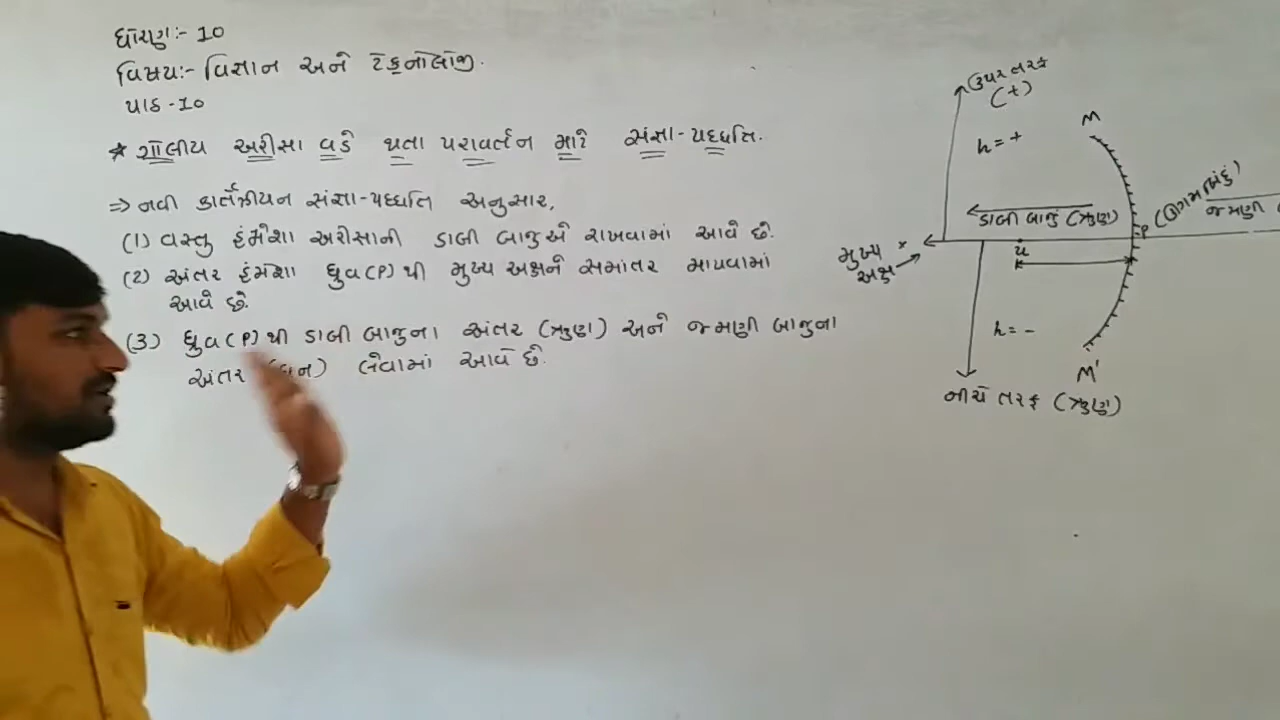 ધોરણ:- 10
વિષય:- વિજ્ઞાન અને ટેકનોલોજી.
પાઠ - 10
* ગોલીય અરીસા વડે થતા પરાવર્તન માટે સંજ્ઞા-પદ્ધતિ.
⇒ નવી કાર્તેઝીયન સંજ્ઞા-પદ્ધતિ અનુસાર,
(1) વસ્તુ હંમેશા અરીસાની ડાબી બાજુએ રાખવામાં આવે છે.
(2) અંતર હંમેશા ધ્રુવ(P) થી મુખ્ય અક્ષને સમાંતર માપવામાં
આવે છે.
(3) ધ્રુવ(P) થી ડાબી બાજુના અંતર (ઋણ) અને જમણી બાજુના
અંતર (ધન) લેવામાં આવે છે.
ઉપર તરફ
(+)
h = +
M
ડાબી બાજુ (ઋણ)
P (ઉગમબિંદુ)
જમણી
મુખ્ય
અક્ષ
x
u
h = -
M'
નીચે તરફ (ઋણ)